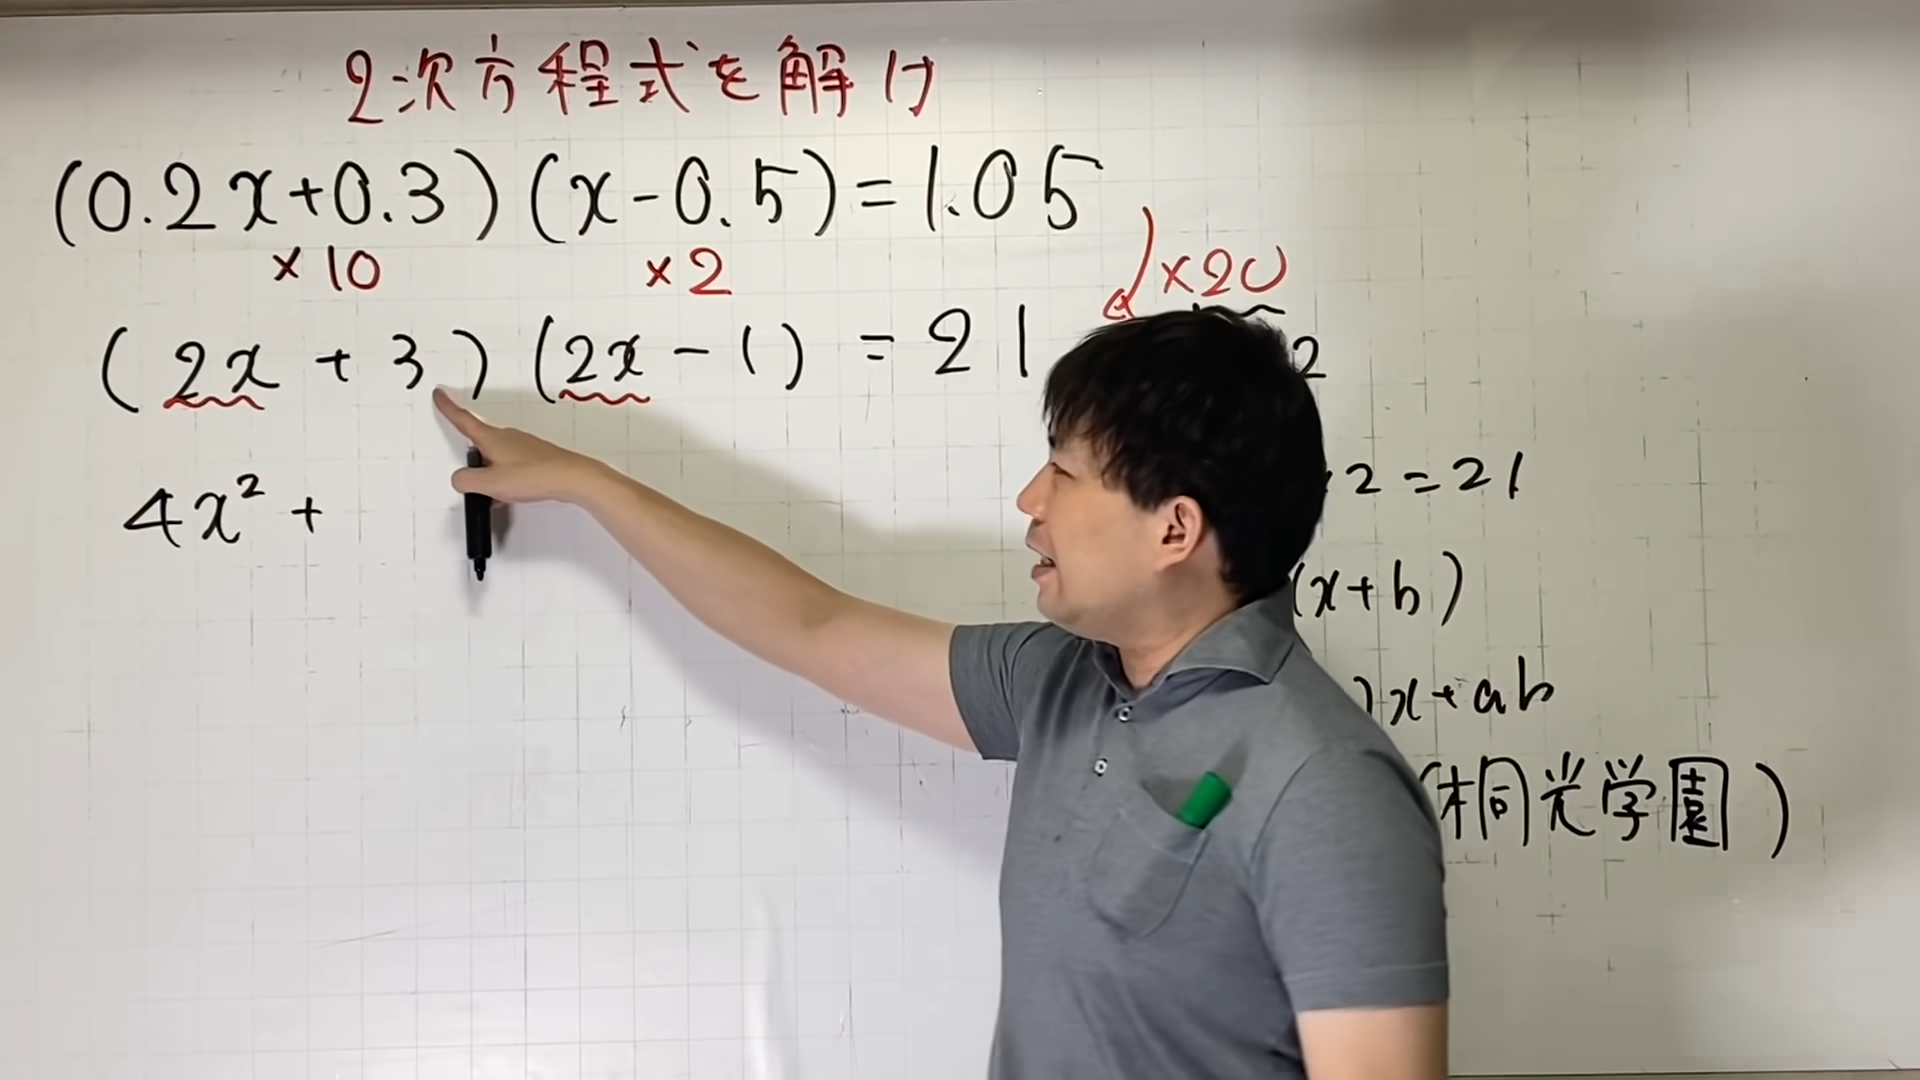 2次方程式を解け
(0.2x+0.3)(x-0.5)=1.05
×10 ×2 ×20
(2x+3)(2x-1)=21
2
4x²+
2=21
(x+b)
)x+ab
(桐光学園)